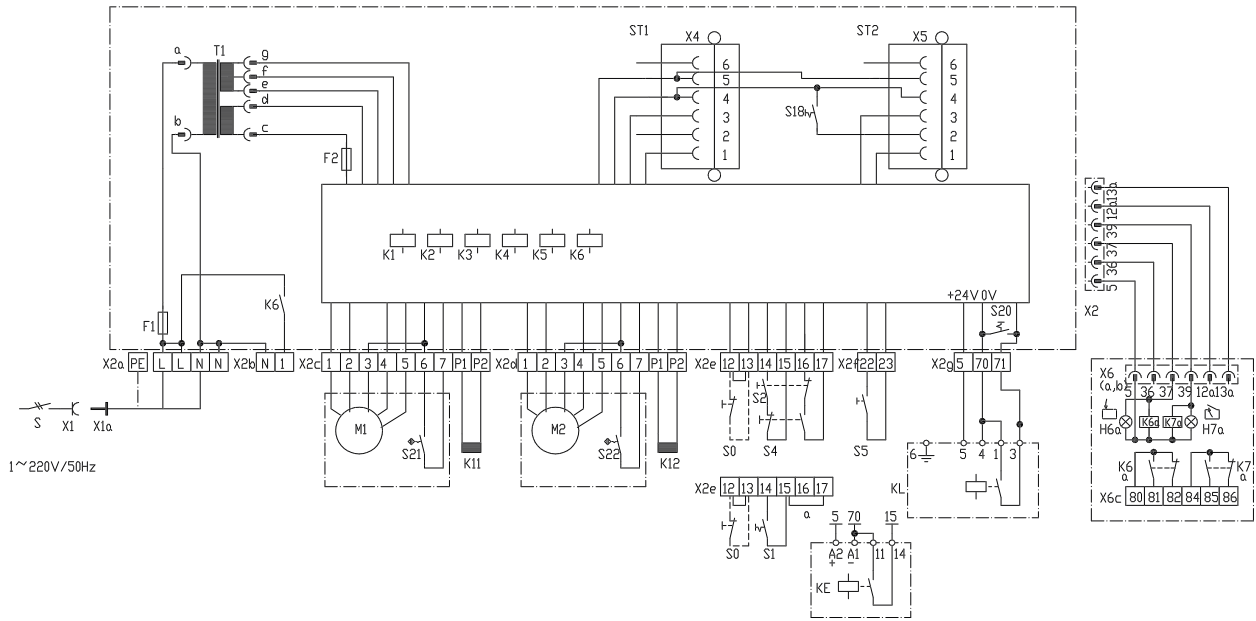 ST1 X4 ST2 X5
a T1 g
f
e
d
b c
6 6
5 5
4 4
3 S18 3
2 2
1 1
F2
K1 K2 K3 K4 K5 K6
+24V 0V
S20
K6
F1
13a
12a
39
37
36
5
X2
X2a PE L L N N X2b N 1 X2c 1 2 3 4 5 6 7 P1 P2 X2d 1 2 3 4 5 6 7 P1 P2 X2e 12 13 14 15 16 17 X2f 22 23 X2g 5 70 71
S X1 X1a
1~220V/50Hz
M1 S21 K11
M2 S22 K12
S2
S0 S4 S5
X2e 12 13 14 15 16 17
a
S0 S1
6 5 4 1 3
KL
5 70 15
A2 A1 11 14
+ -
KE
X6
(a,b) 5 36 37 39 12a 13a
H6a K6a K7a H7a
K6
a
K7
a
X6c 80 81 82 84 85 86